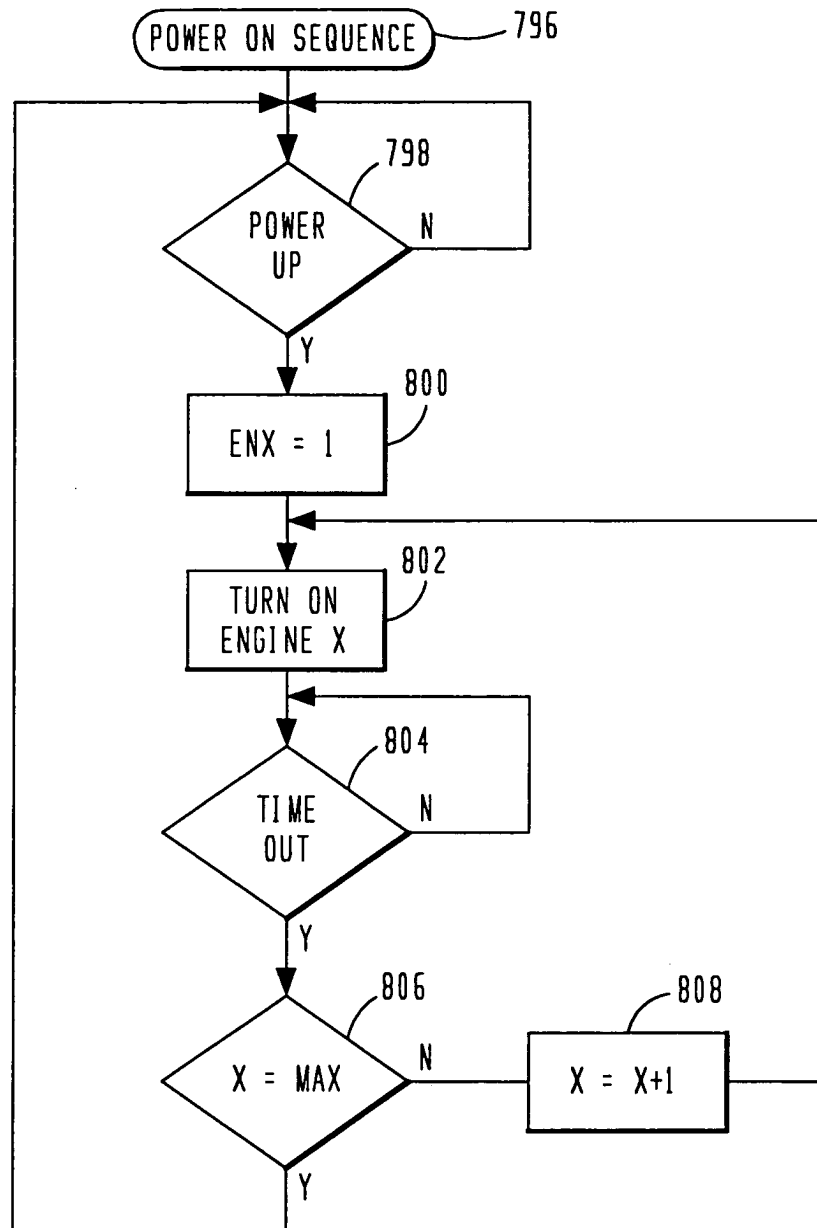 POWER ON SEQUENCE
796
798
POWER
UP
N
Y
800
ENX = 1
802
TURN ON
ENGINE X
804
TIME
OUT
N
Y
806
808
X = MAX
N
X = X+1
Y